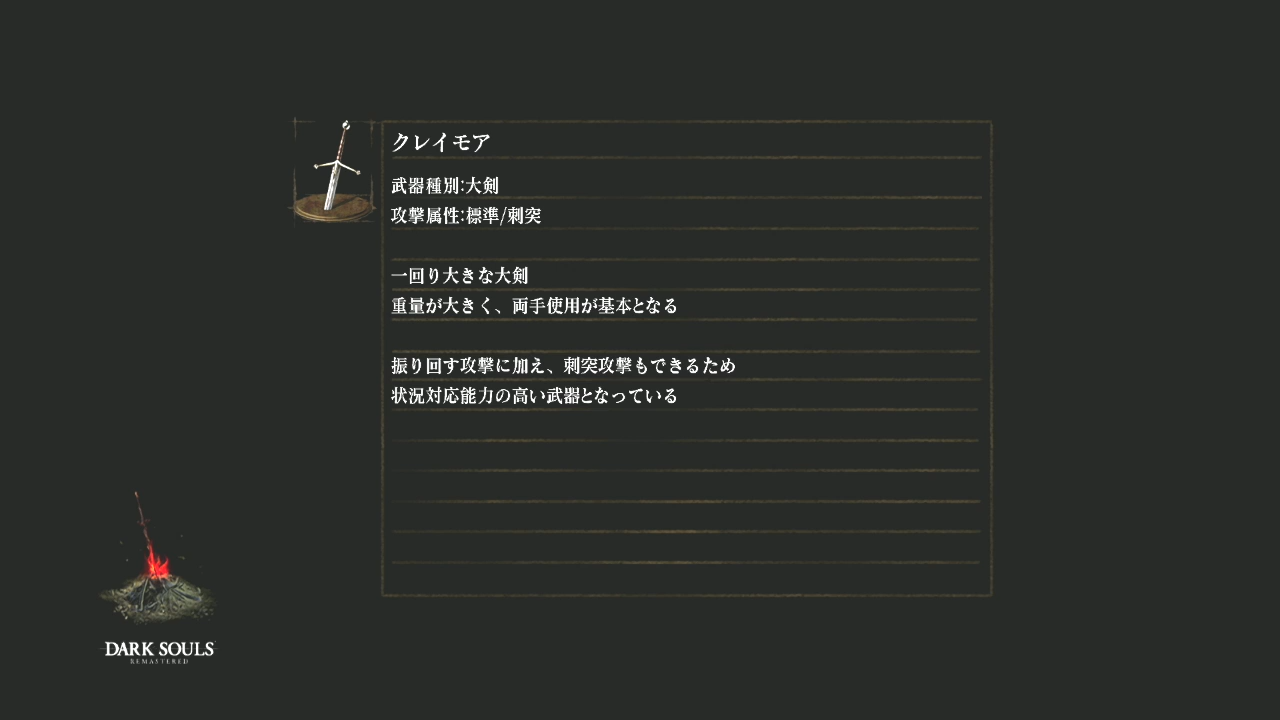 クレイモア
武器種別:大剣
攻撃属性:標準/刺突
一回り大きな大剣
重量が大きく、両手使用が基本となる
振り回す攻撃に加え、刺突攻撃もできるため
状況対応能力の高い武器となっている
DARK SOULS
REMASTERED